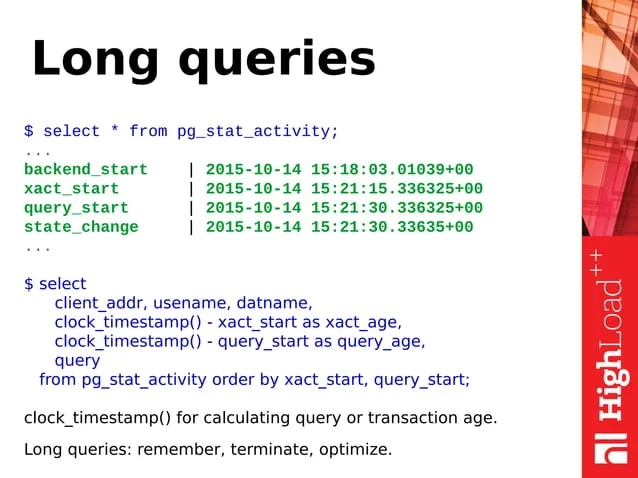 Long queries
$ select * from pg_stat_activity;
...
backend_start | 2015-10-14 15:18:03.01039+00
xact_start | 2015-10-14 15:21:15.336325+00
query_start | 2015-10-14 15:21:30.336325+00
state_change | 2015-10-14 15:21:30.33635+00
...
$ select
client_addr, usename, datname,
clock_timestamp() - xact_start as xact_age,
clock_timestamp() - query_start as query_age,
query
from pg_stat_activity order by xact_start, query_start;
clock_timestamp() for calculating query or transaction age.
Long queries: remember, terminate, optimize.
HighLoad++